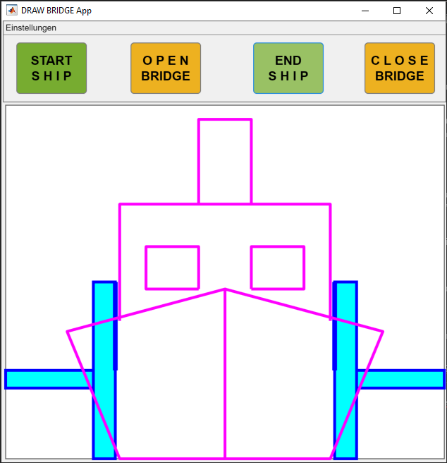 DRAW BRIDGE App
Einstellungen
START
S H I P
O P E N
BRIDGE
END
S H I P
C L O S E
BRIDGE